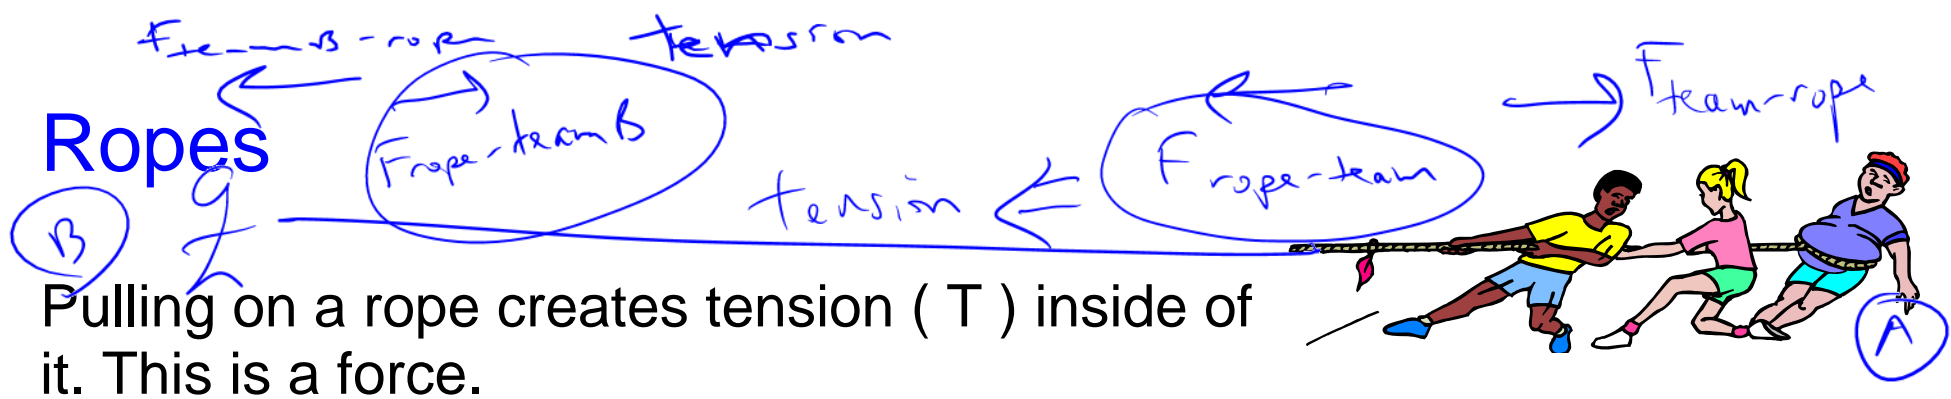 F team B-rope
tension
F team-rope
Ropes
F rope-team B
F rope-team
tension
B
Pulling on a rope creates tension ( T ) inside of
it. This is a force.
A